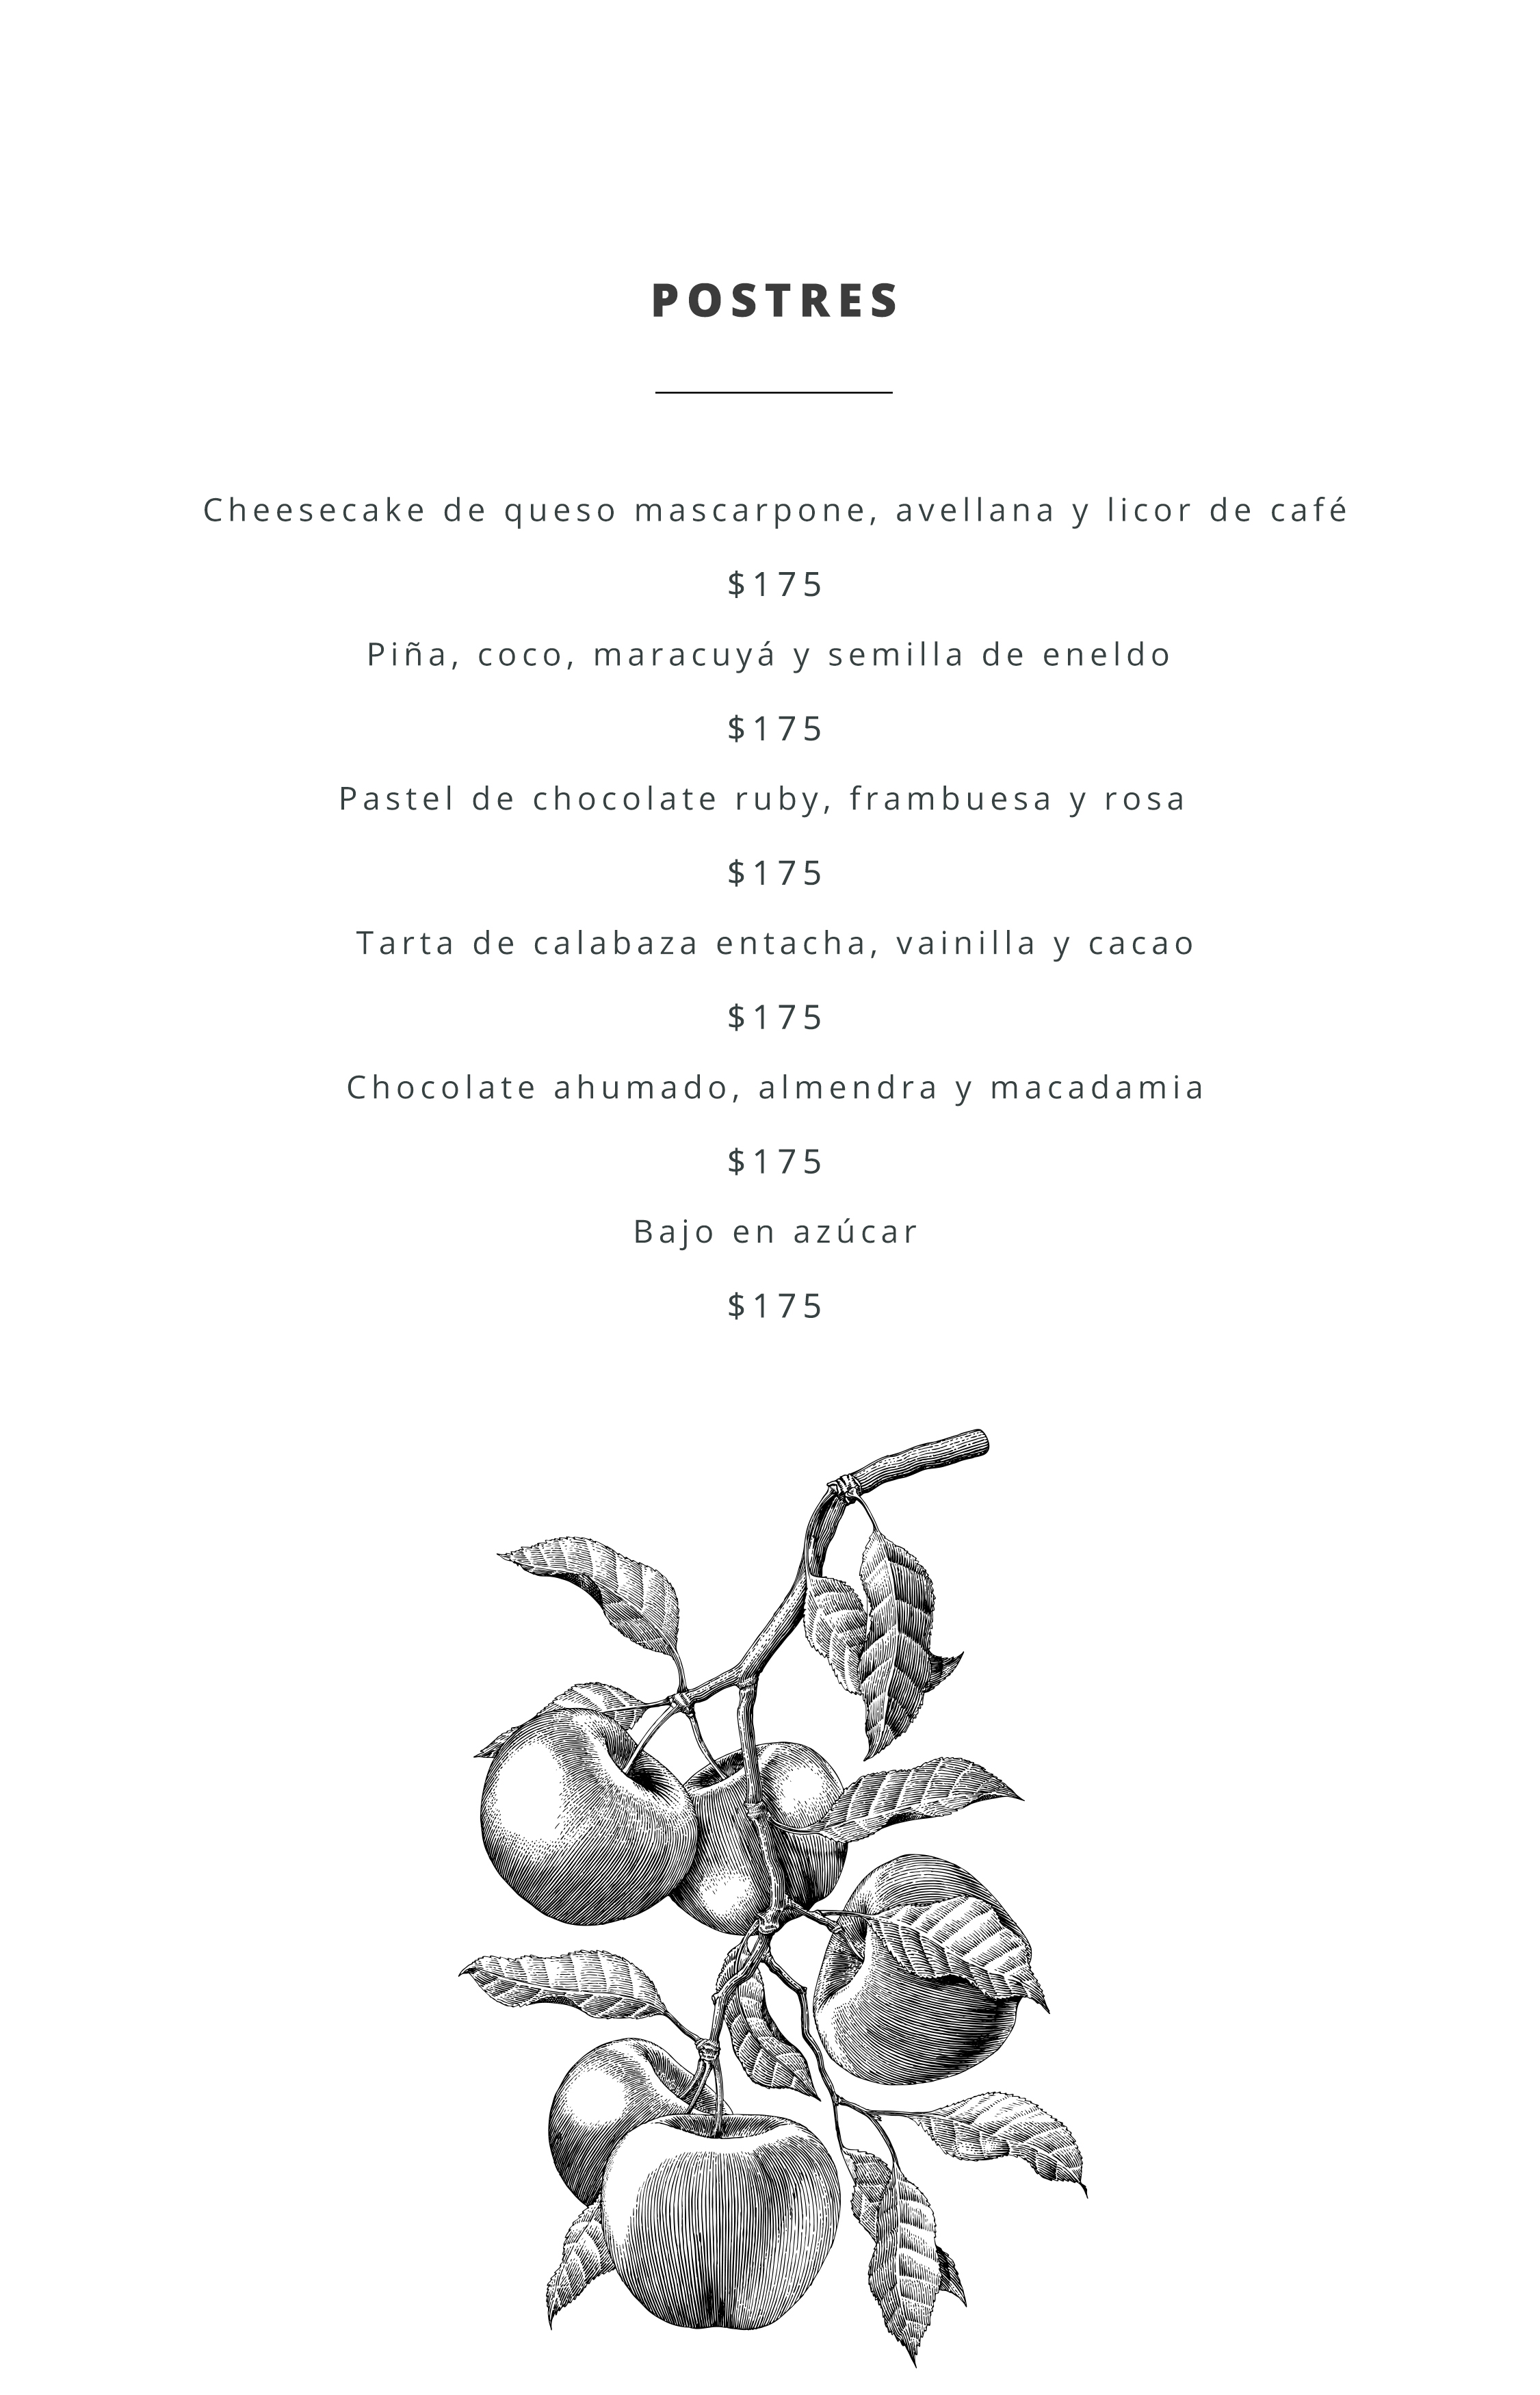 POSTRES
Cheesecake de queso mascarpone, avellana y licor de café
$175
Piña, coco, maracuyá y semilla de eneldo
$175
Pastel de chocolate ruby, frambuesa y rosa
$175
Tarta de calabaza entacha, vainilla y cacao
$175
Chocolate ahumado, almendra y macadamia
$175
Bajo en azúcar
$175